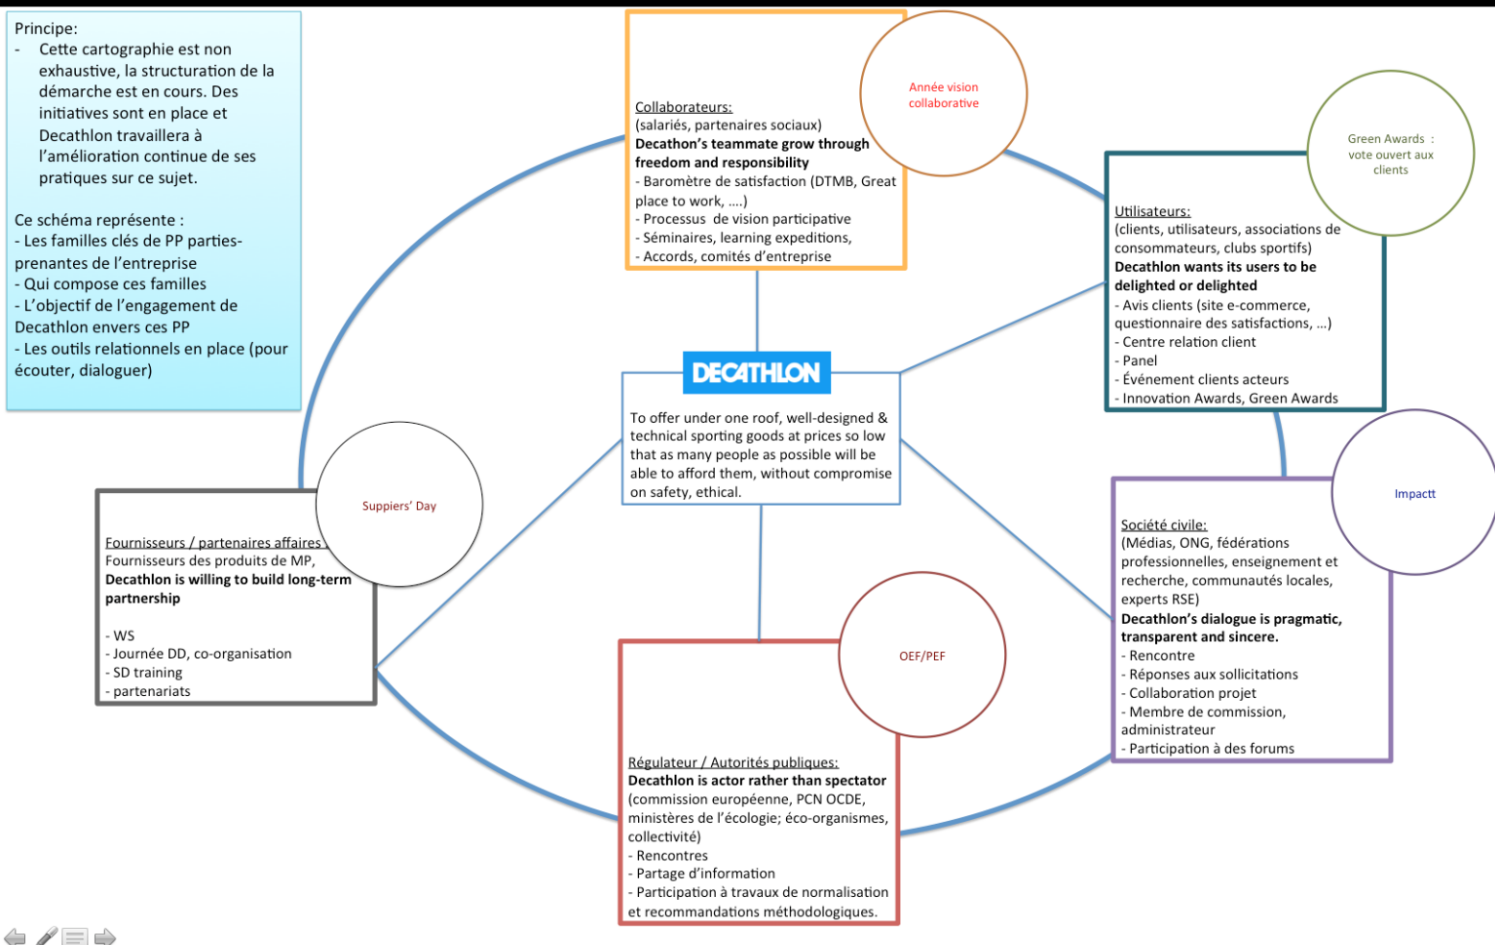 Principe:
- Cette cartographie est non
exhaustive, la structuration de la
démarche est en cours. Des
initiatives sont en place et
Decathlon travaillera à
l'amélioration continue de ses
pratiques sur ce sujet.
Ce schéma représente :
- Les familles clés de PP parties-
prenantes de l'entreprise
- Qui compose ces familles
- L'objectif de l'engagement de
Decathlon envers ces PP
- Les outils relationnels en place (pour
écouter, dialoguer)
Année vision
collaborative
Collaborateurs:
(salariés, partenaires sociaux)
Decathon's teammate grow through
freedom and responsibility
- Baromètre de satisfaction (DTMB, Great
place to work, ....)
- Processus de vision participative
- Séminaires, learning expeditions,
- Accords, comités d'entreprise
Green Awards :
vote ouvert aux
clients
Utilisateurs:
(clients, utilisateurs, associations de
consommateurs, clubs sportifs)
Decathlon wants its users to be
delighted or delighted
- Avis clients (site e-commerce,
questionnaire des satisfactions, ...)
- Centre relation client
- Panel
- Événement clients acteurs
- Innovation Awards, Green Awards
DECATHLON
To offer under one roof, well-designed &
technical sporting goods at prices so low
that as many people as possible will be
able to afford them, without compromise
on safety, ethical.
Suppiers' Day
Fournisseurs / partenaires affaires
Fournisseurs des produits de MP,
Decathlon is willing to build long-term
partnership
- WS
- Journée DD, co-organisation
- SD training
- partenariats
Impactt
Société civile:
(Médias, ONG, fédérations
professionnelles, enseignement et
recherche, communautés locales,
experts RSE)
Decathlon's dialogue is pragmatic,
transparent and sincere.
- Rencontre
- Réponses aux sollicitations
- Collaboration projet
- Membre de commission,
administrateur
- Participation à des forums
OEF/PEF
Régulateur / Autorités publiques:
Decathlon is actor rather than spectator
(commission européenne, PCN OCDE,
ministères de l'écologie; éco-organismes,
collectivité)
- Rencontres
- Partage d'information
- Participation à travaux de normalisation
et recommandations méthodologiques.